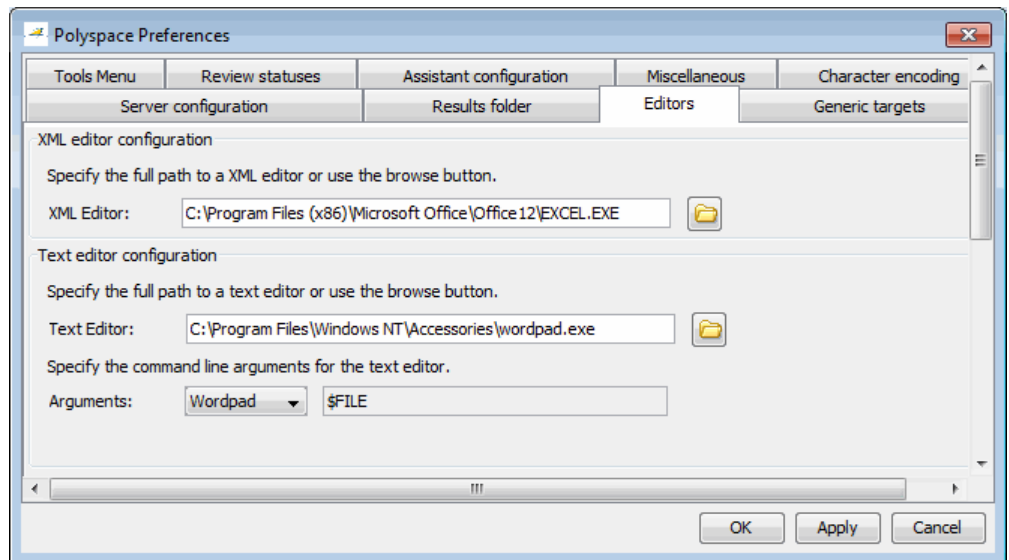 Polyspace Preferences
Tools Menu Review statuses Assistant configuration Miscellaneous Character encoding
Server configuration Results folder Editors Generic targets
XML editor configuration
Specify the full path to a XML editor or use the browse button.
XML Editor: C:\Program Files (x86)\Microsoft Office\Office12\EXCEL.EXE
Text editor configuration
Specify the full path to a text editor or use the browse button.
Text Editor: C:\Program Files\Windows NT\Accessories\wordpad.exe
Specify the command line arguments for the text editor.
Arguments: Wordpad $FILE
OK Apply Cancel